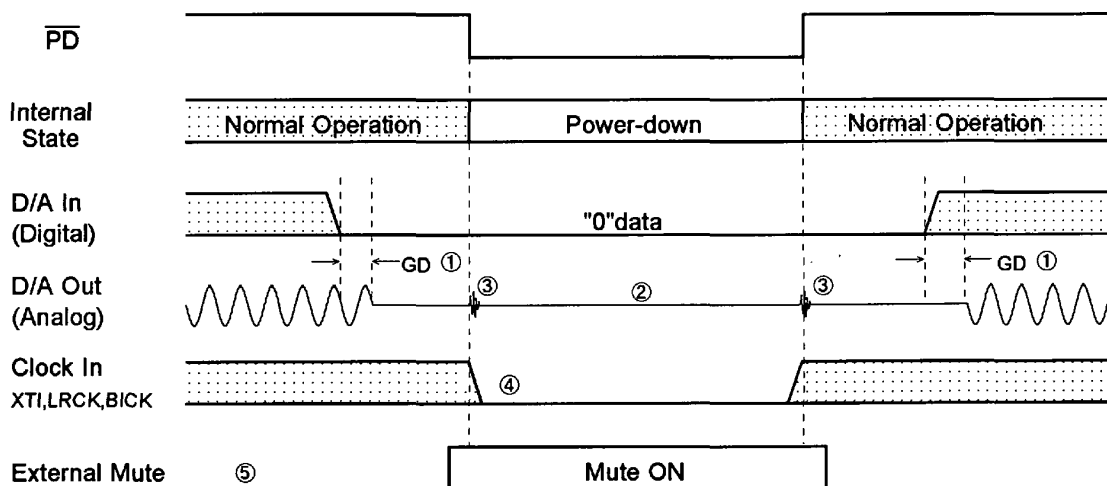 PD
Internal State
Normal Operation
Power-down
Normal Operation
D/A In
(Digital)
"0"data
GD ①
GD ①
D/A Out
(Analog)
③
②
③
Clock In
XTI,LRCK,BICK
④
External Mute
⑤
Mute ON